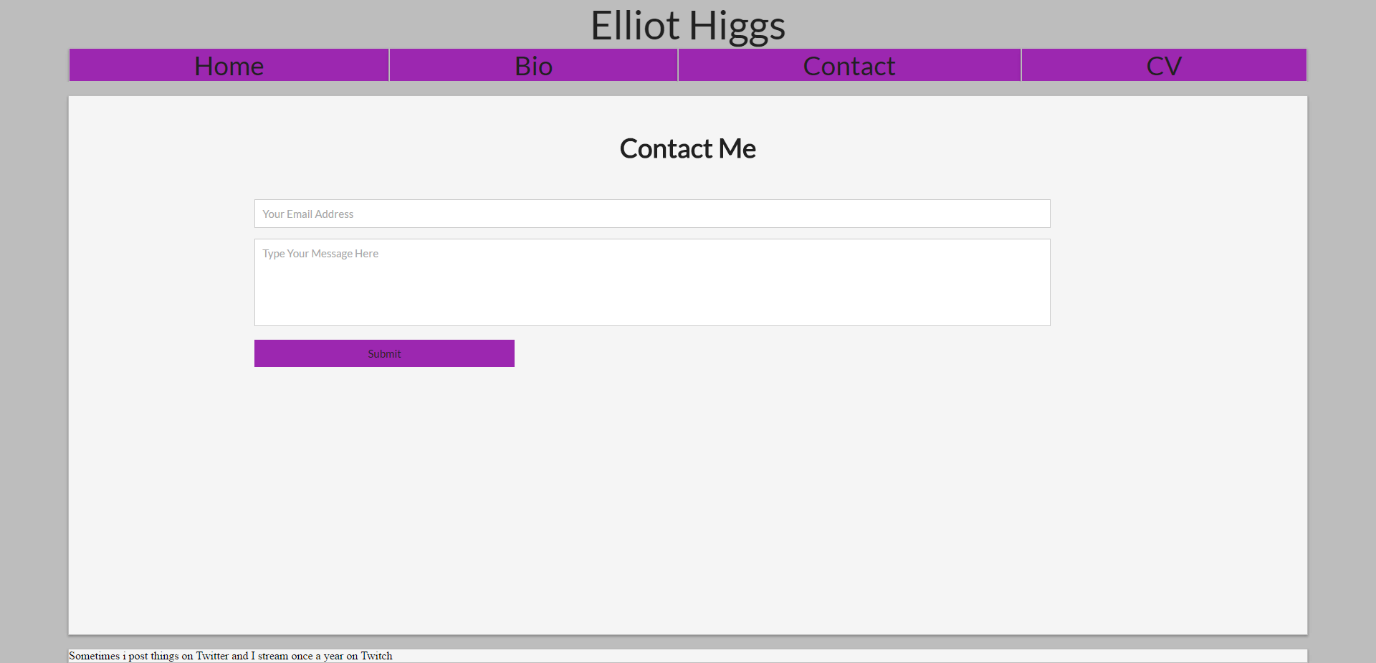 Elliot Higgs
Home Bio Contact CV
Contact Me
Your Email Address
Type Your Message Here
Submit
Sometimes i post things on Twitter and I stream once a year on Twitch